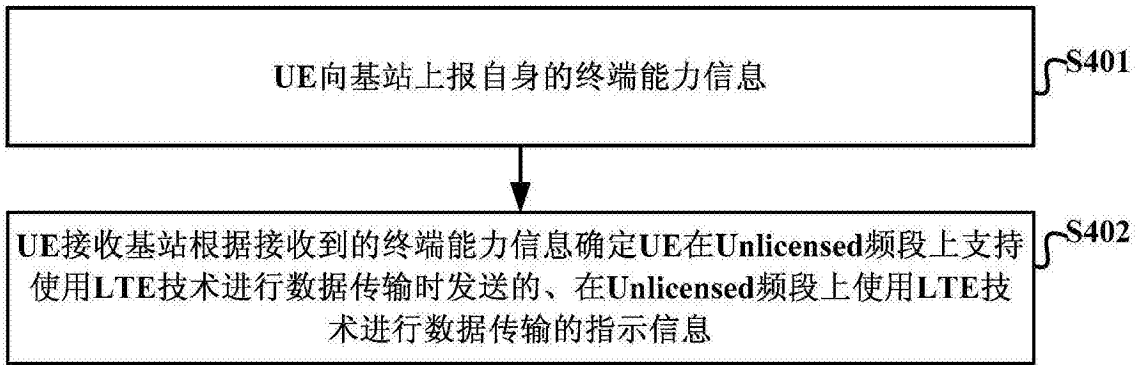 UE向基站上报自身的终端能力信息
S401
UE接收基站根据接收到的终端能力信息确定UE在Unlicensed频段上支持
使用LTE技术进行数据传输时发送的、在Unlicensed频段上使用LTE技
术进行数据传输的指示信息
S402